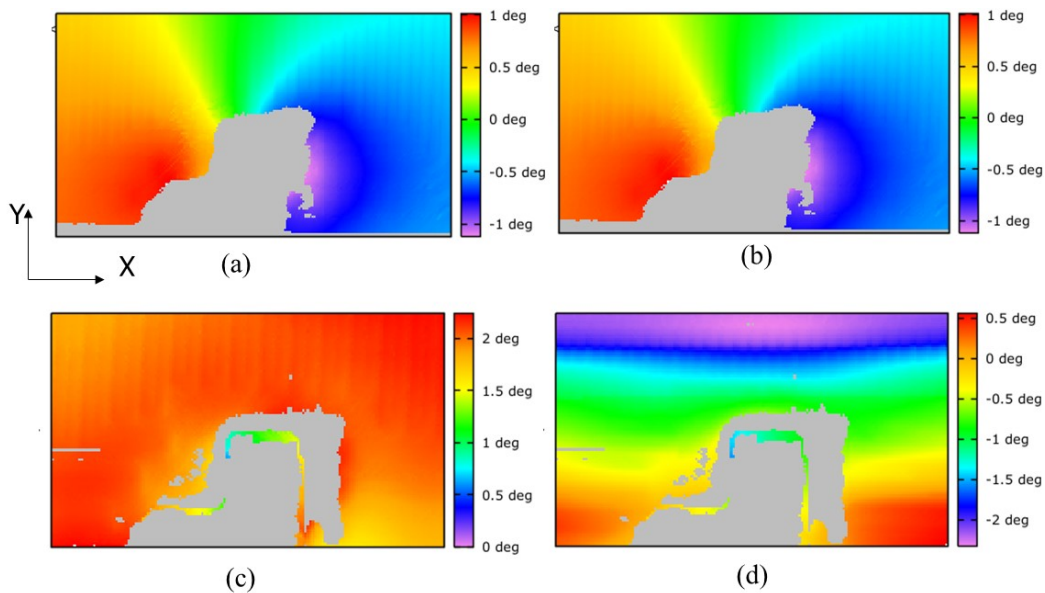 1 deg
0.5 deg
0 deg
-0.5 deg
-1 deg
1 deg
0.5 deg
0 deg
-0.5 deg
-1 deg
Y
X
(a)
(b)
2 deg
1.5 deg
1 deg
0.5 deg
0 deg
0.5 deg
0 deg
-0.5 deg
-1 deg
-1.5 deg
-2 deg
(c)
(d)